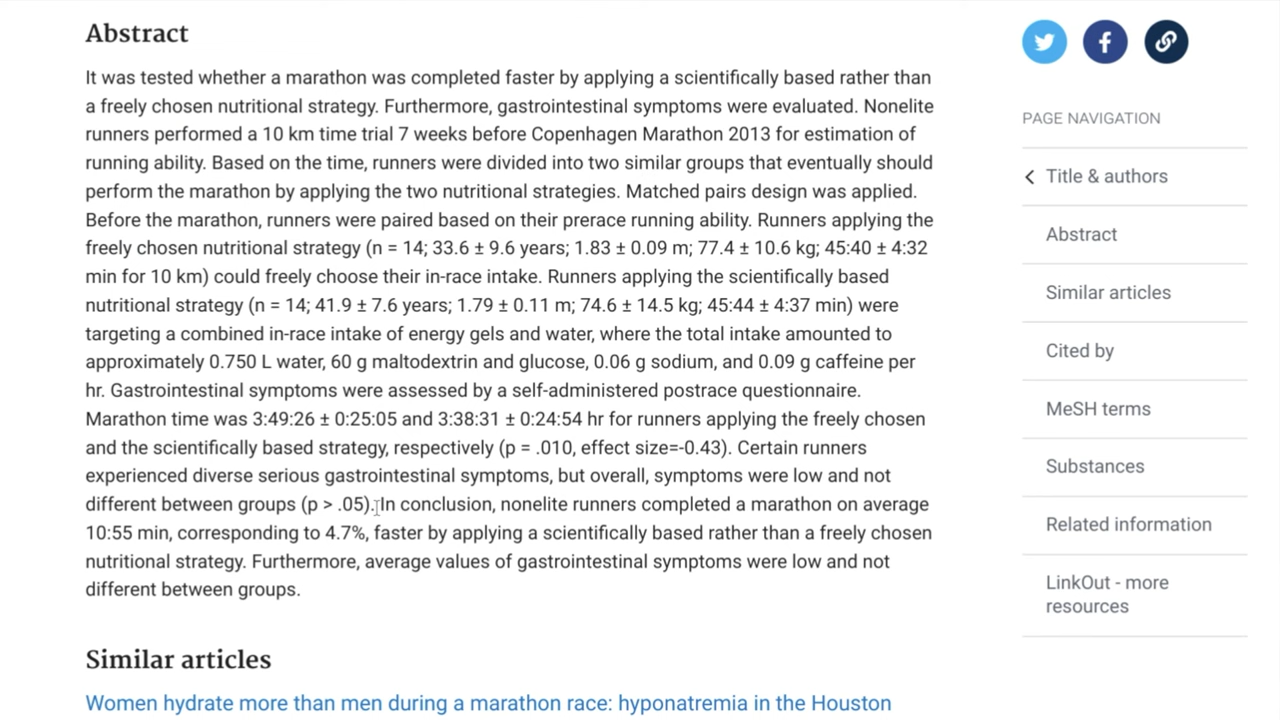 Abstract
It was tested whether a marathon was completed faster by applying a scientifically based rather than
a freely chosen nutritional strategy. Furthermore, gastrointestinal symptoms were evaluated. Nonelite
runners performed a 10 km time trial 7 weeks before Copenhagen Marathon 2013 for estimation of
running ability. Based on the time, runners were divided into two similar groups that eventually should
perform the marathon by applying the two nutritional strategies. Matched pairs design was applied.
Before the marathon, runners were paired based on their prerace running ability. Runners applying the
freely chosen nutritional strategy (n = 14; 33.6 ± 9.6 years; 1.83 ± 0.09 m; 77.4 ± 10.6 kg; 45:40 ± 4:32
min for 10 km) could freely choose their in-race intake. Runners applying the scientifically based
nutritional strategy (n = 14; 41.9 ± 7.6 years; 1.79 ± 0.11 m; 74.6 ± 14.5 kg; 45:44 ± 4:37 min) were
targeting a combined in-race intake of energy gels and water, where the total intake amounted to
approximately 0.750 L water, 60 g maltodextrin and glucose, 0.06 g sodium, and 0.09 g caffeine per
hr. Gastrointestinal symptoms were assessed by a self-administered postrace questionnaire.
Marathon time was 3:49:26 ± 0:25:05 and 3:38:31 ± 0:24:54 hr for runners applying the freely chosen
and the scientifically based strategy, respectively (p = .010, effect size=-0.43). Certain runners
experienced diverse serious gastrointestinal symptoms, but overall, symptoms were low and not
different between groups (p > .05). In conclusion, nonelite runners completed a marathon on average
10:55 min, corresponding to 4.7%, faster by applying a scientifically based rather than a freely chosen
nutritional strategy. Furthermore, average values of gastrointestinal symptoms were low and not
different between groups.
Similar articles
Women hydrate more than men during a marathon race: hyponatremia in the Houston
PAGE NAVIGATION
Title & authors
Abstract
Similar articles
Cited by
MeSH terms
Substances
Related information
LinkOut - more
resources